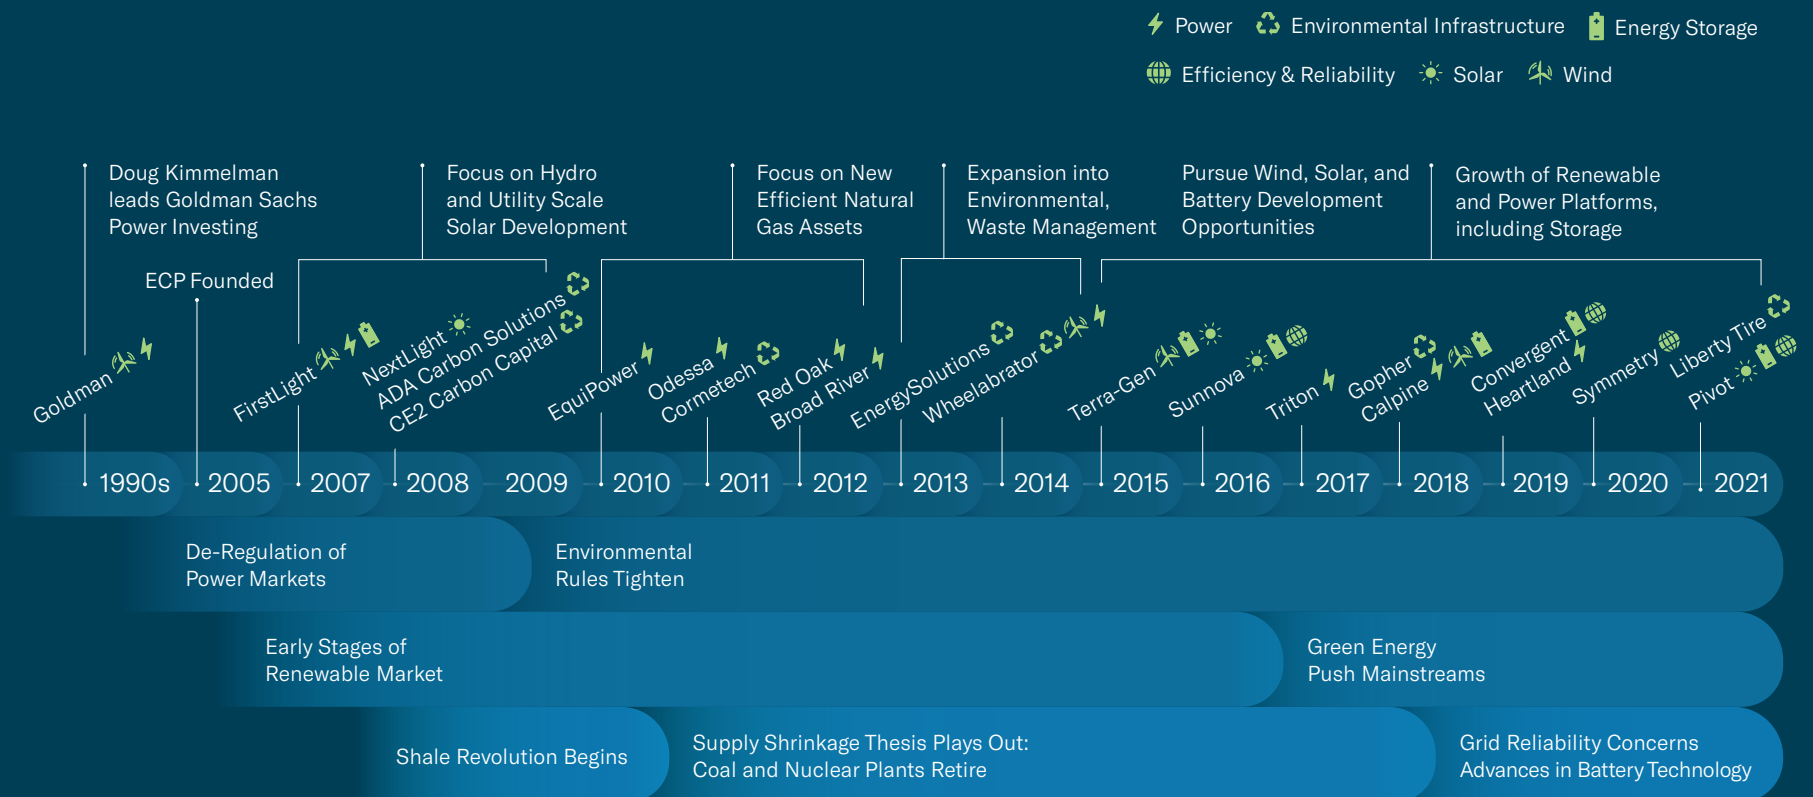 Power
Environmental Infrastructure
Energy Storage
Efficiency & Reliability
Solar
Wind
Doug Kimmelman
leads Goldman Sachs
Power Investing
Focus on Hydro
and Utility Scale
Solar Development
Focus on New
Efficient Natural
Gas Assets
Expansion into
Environmental,
Waste Management
Pursue Wind, Solar, and
Battery Development
Opportunities
Growth of Renewable
and Power Platforms,
including Storage
ECP Founded
Goldman
FirstLight
NextLight
ADA Carbon Solutions
CE2 Carbon Capital
EquiPower
Odessa
Cormetech
Red Oak
Broad River
EnergySolutions
Wheelabrator
Terra-Gen
Sunnova
Triton
Gopher
Calpine
Convergent
Heartland
Symmetry
Liberty Tire
Pivot
1990s
2005
2007
2008
2009
2010
2011
2012
2013
2014
2015
2016
2017
2018
2019
2020
2021
De-Regulation of
Power Markets
Environmental
Rules Tighten
Early Stages of
Renewable Market
Green Energy
Push Mainstreams
Shale Revolution Begins
Supply Shrinkage Thesis Plays Out:
Coal and Nuclear Plants Retire
Grid Reliability Concerns
Advances in Battery Technology